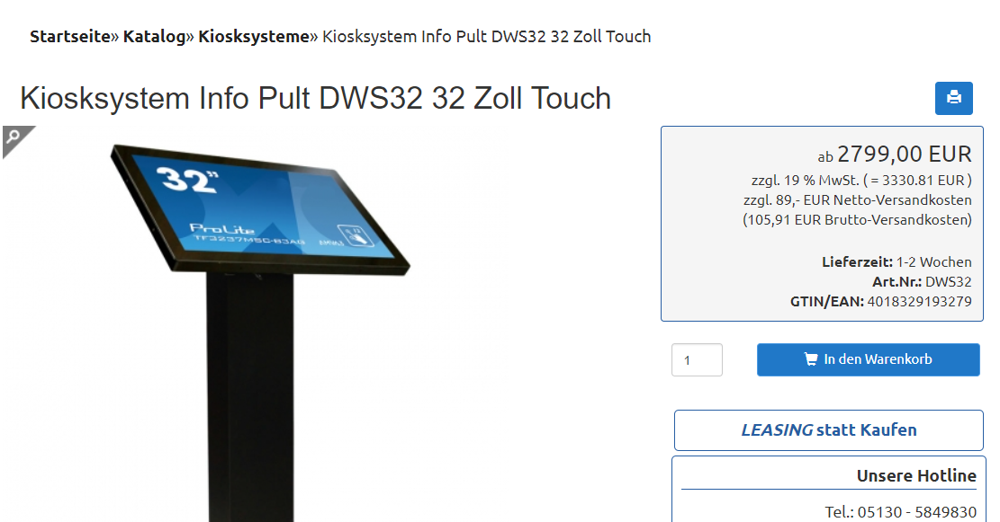 Startseite» Katalog» Kiosksysteme» Kiosksystem Info Pult DWS32 32 Zoll Touch
Kiosksystem Info Pult DWS32 32 Zoll Touch
32”
ProLite
TF3237MSC-B3AG
ab 2799,00 EUR
zzgl. 19 % MwSt. ( = 3330.81 EUR )
zzgl. 89,- EUR Netto-Versandkosten
(105,91 EUR Brutto-Versandkosten)
Lieferzeit: 1-2 Wochen
Art.Nr.: DWS32
GTIN/EAN: 4018329193279
1
In den Warenkorb
LEASING statt Kaufen
Unsere Hotline
Tel.: 05130 - 5849830